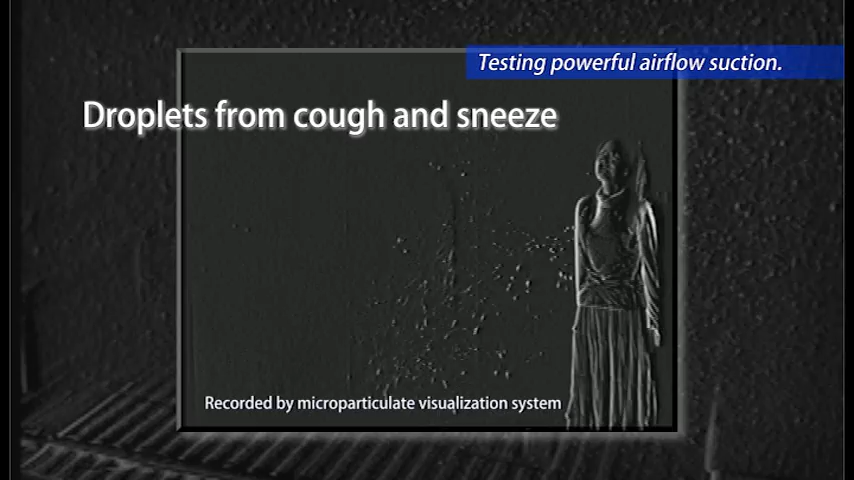 Testing powerful airflow suction.
Droplets from cough and sneeze
Recorded by microparticulate visualization system